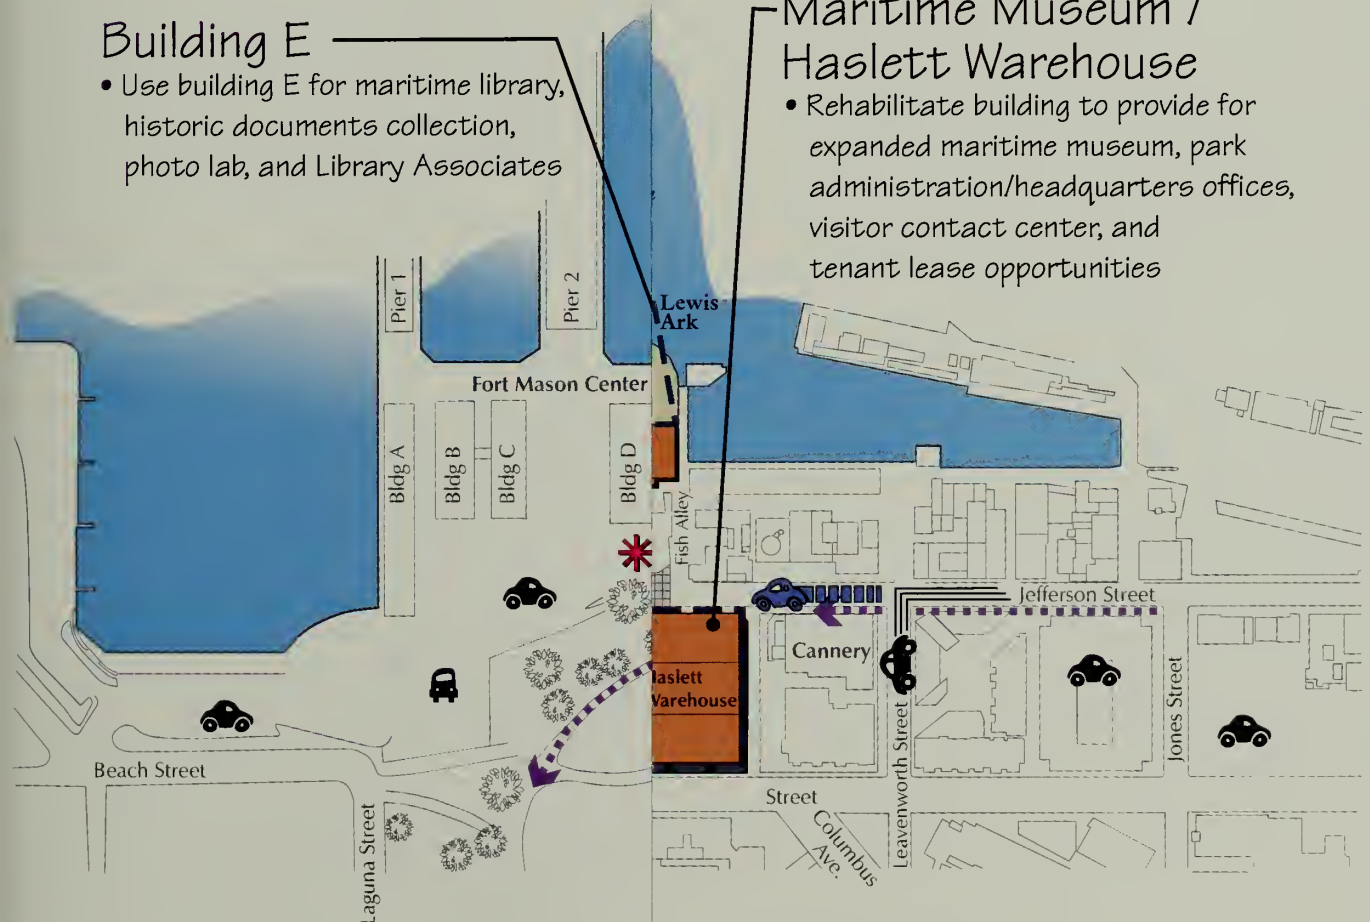 Building E
• Use building E for maritime library,
historic documents collection,
photo lab, and Library Associates
Maritime Museum /
Haslett Warehouse
• Rehabilitate building to provide for
expanded maritime museum, park
administration/headquarters offices,
visitor contact center, and
tenant lease opportunities
Pier 1
Pier 2
Lewis
Ark
Fort Mason Center
Bldg A
Bldg B
Bldg C
Bldg D
Fish Alley
Jefferson Street
Cannery
aslett
Warehouse
Leavenworth Street
Jones Street
Beach Street
Street
Columbus
Ave.
Laguna Street